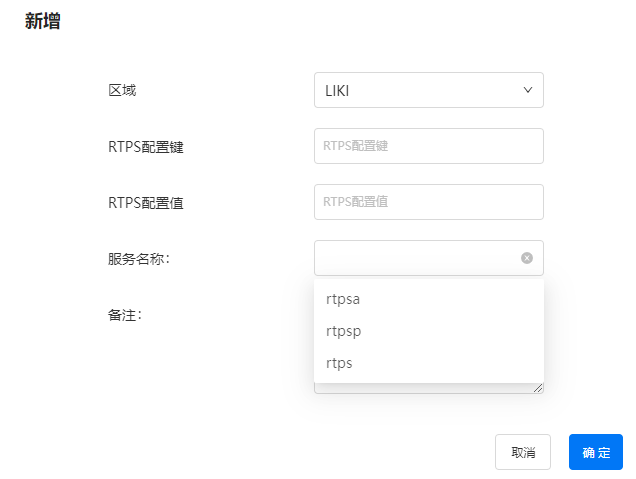 新增
区域
LIKI
RTPS配置键
RTPS配置键
RTPS配置值
RTPS配置值
服务名称:
rtpsa
备注:
rtpsp
rtps
取消
确 定